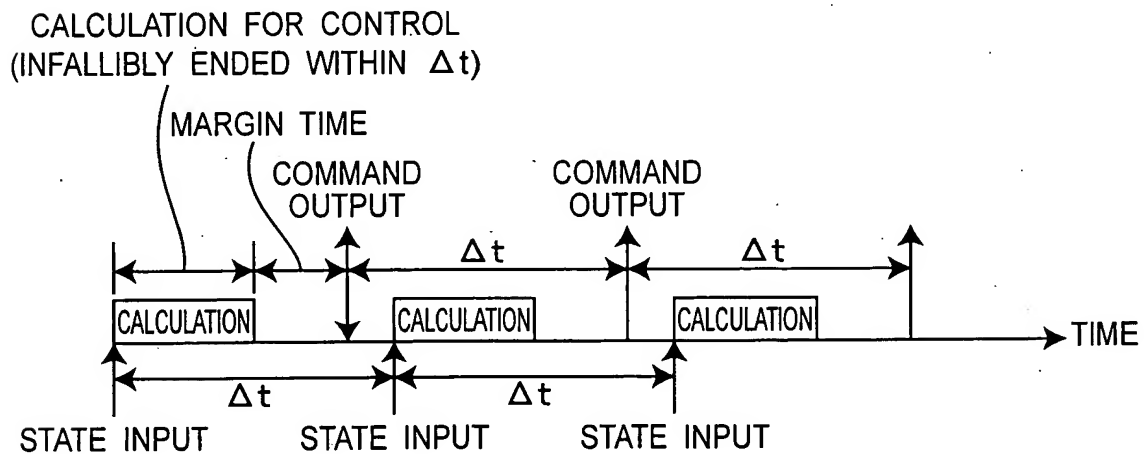 CALCULATION FOR CONTROL
(INFALLIBLY ENDED WITHIN Δt)
MARGIN TIME
COMMAND
OUTPUT
COMMAND
OUTPUT
Δt
Δt
CALCULATION
CALCULATION
CALCULATION
TIME
Δt
Δt
STATE INPUT
STATE INPUT
STATE INPUT